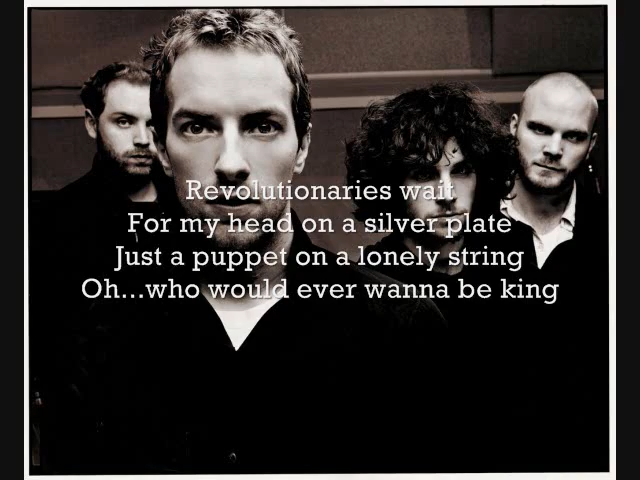 Revolutionaries wait
For my head on a silver plate
Just a puppet on a lonely string
Oh...who would ever wanna be king